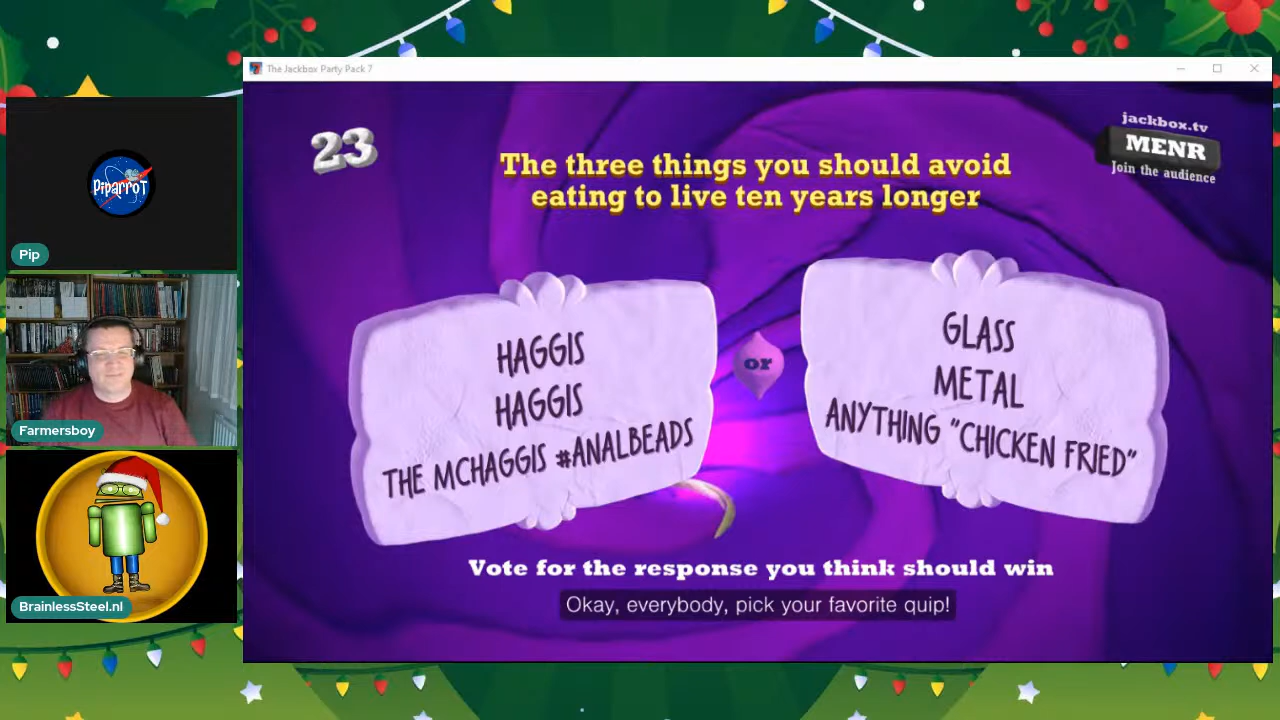 The Jackbox Party Pack 7
23
The three things you should avoid
eating to live ten years longer
jackbox.tv
MENR
Join the audience
PiparroT
Pip
Farmersboy
BrainlessSteel.nl
HAGGIS
HAGGIS
THE MCHAGGIS #ANALBEADS
or
GLASS
METAL
ANYTHING "CHICKEN FRIED"
Vote for the response you think should win
Okay, everybody, pick your favorite quip!